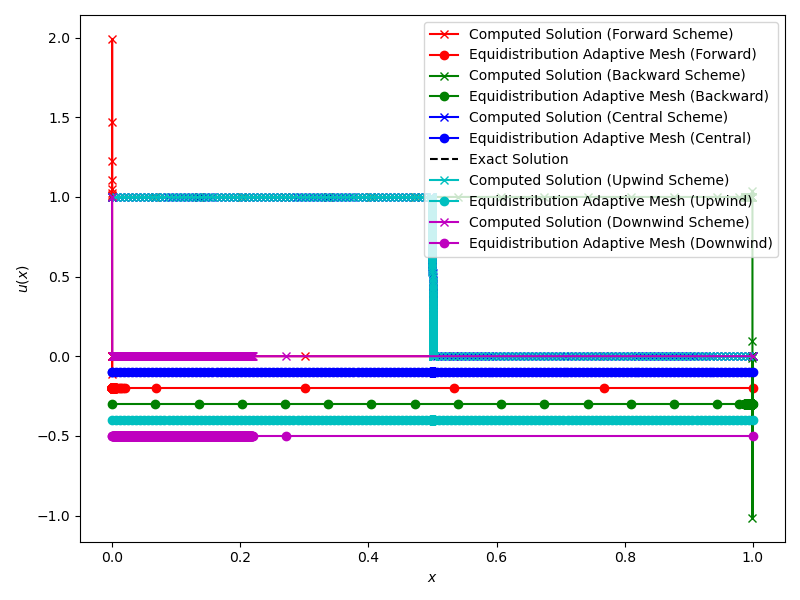 Computed Solution (Forward Scheme)
Equidistribution Adaptive Mesh (Forward)
Computed Solution (Backward Scheme)
Equidistribution Adaptive Mesh (Backward)
Computed Solution (Central Scheme)
Equidistribution Adaptive Mesh (Central)
Exact Solution
Computed Solution (Upwind Scheme)
Equidistribution Adaptive Mesh (Upwind)
Computed Solution (Downwind Scheme)
Equidistribution Adaptive Mesh (Downwind)
2.0
1.5
1.0
0.5
0.0
−0.5
−1.0
u(x)
0.0 0.2 0.4 0.6 0.8 1.0
x